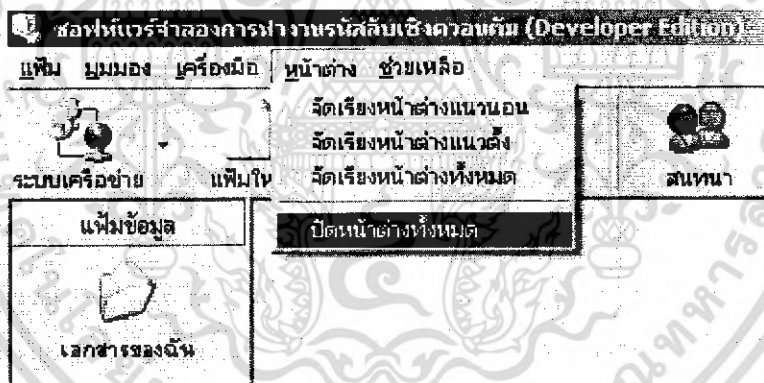 ซอฟท์แวร์จำลองการทำงานรหัสลับเชิงควอนตัม (Developer Edition)
แฟ้ม มุมมอง เครื่องมือ หน้าต่าง ช่วยเหลือ
จัดเรียงหน้าต่างแนวนอน
จัดเรียงหน้าต่างแนวตั้ง
จัดเรียงหน้าต่างทั้งหมด
ปิดหน้าต่างทั้งหมด
ระบบเครือข่าย แฟ้มให สนทนา
แฟ้มข้อมูล
เอกสารของฉัน